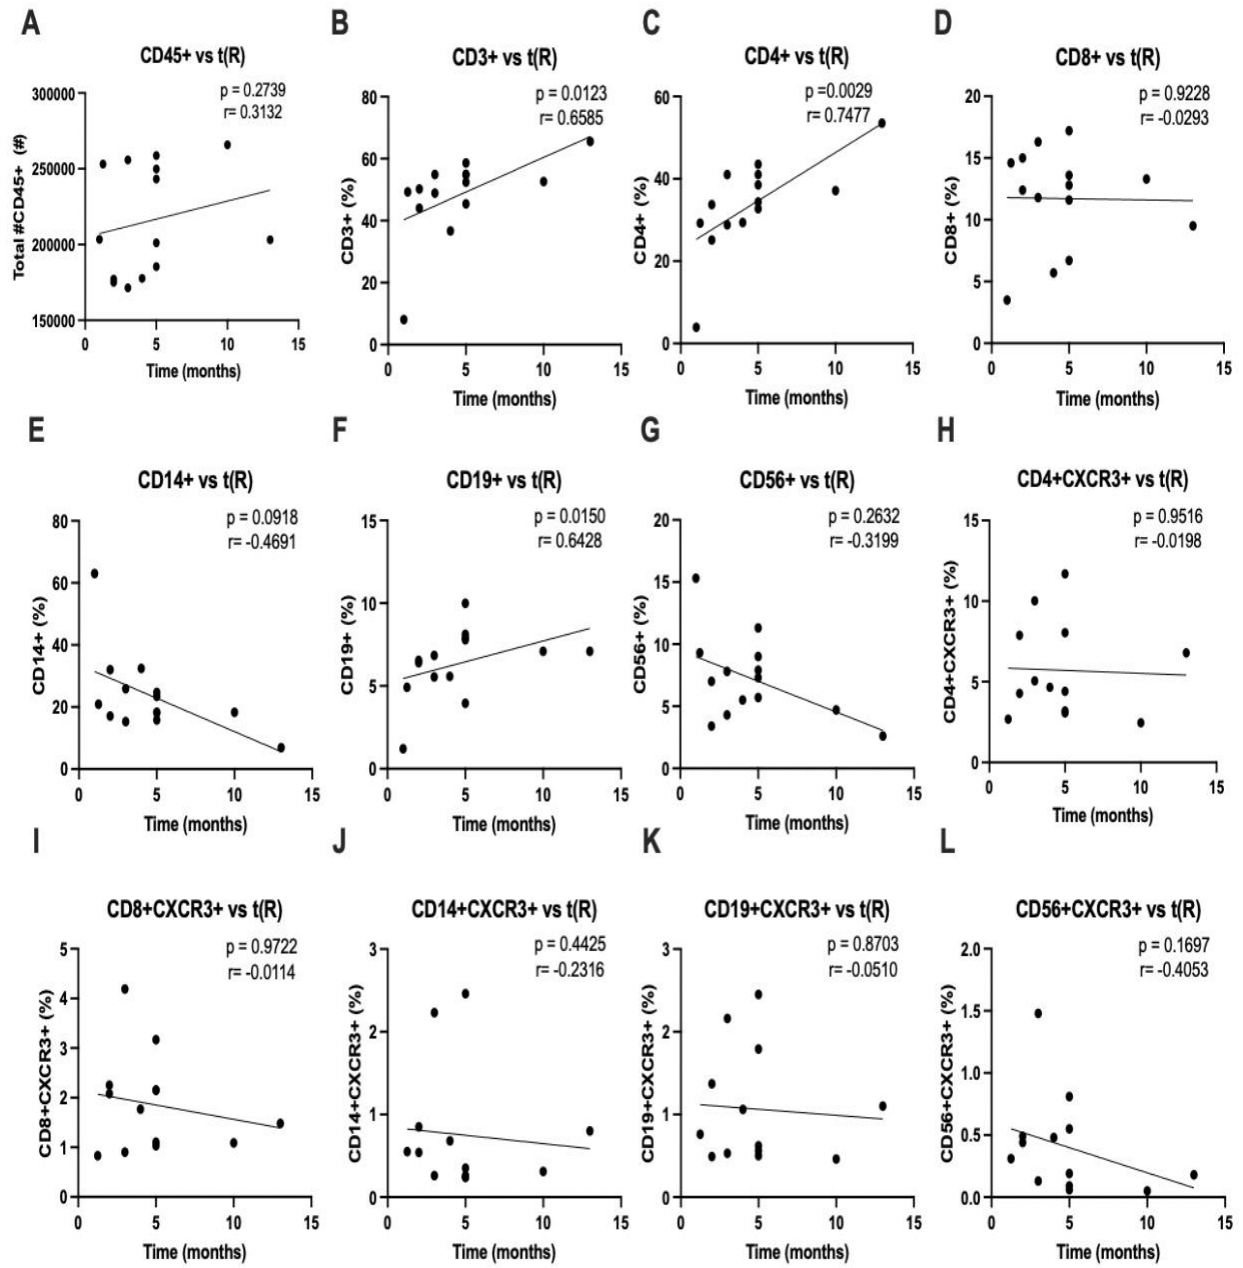 A
CD45+ vs t(R)
p = 0.2739
r= 0.3132
300000
250000
200000
150000
Total #CD45+ (#)
0 5 10 15
Time (months)
B
CD3+ vs t(R)
p = 0.0123
r= 0.6585
80
60
40
20
0
CD3+ (%)
0 5 10 15
Time (months)
C
CD4+ vs t(R)
p =0.0029
r= 0.7477
60
40
20
0
CD4+ (%)
0 5 10 15
Time (months)
D
CD8+ vs t(R)
p = 0.9228
r= -0.0293
20
15
10
5
0
CD8+ (%)
0 5 10 15
Time (months)
E
CD14+ vs t(R)
p = 0.0918
r= -0.4691
80
60
40
20
0
CD14+ (%)
0 5 10 15
Time (months)
F
CD19+ vs t(R)
p = 0.0150
r= 0.6428
15
10
5
0
CD19+ (%)
0 5 10 15
Time (months)
G
CD56+ vs t(R)
p = 0.2632
r= -0.3199
20
15
10
5
0
CD56+ (%)
0 5 10 15
Time (months)
H
CD4+CXCR3+ vs t(R)
p = 0.9516
r= -0.0198
15
10
5
0
CD4+CXCR3+ (%)
0 5 10 15
Time (months)
I
CD8+CXCR3+ vs t(R)
p = 0.9722
r= -0.0114
5
4
3
2
1
0
CD8+CXCR3+ (%)
0 5 10 15
Time (months)
J
CD14+CXCR3+ vs t(R)
p = 0.4425
r= -0.2316
3
2
1
0
CD14+CXCR3+ (%)
0 5 10 15
Time (months)
K
CD19+CXCR3+ vs t(R)
p = 0.8703
r= -0.0510
3
2
1
0
CD19+CXCR3+ (%)
0 5 10 15
Time (months)
L
CD56+CXCR3+ vs t(R)
p = 0.1697
r= -0.4053
2.0
1.5
1.0
0.5
0.0
CD56+CXCR3+ (%)
0 5 10 15
Time (months)